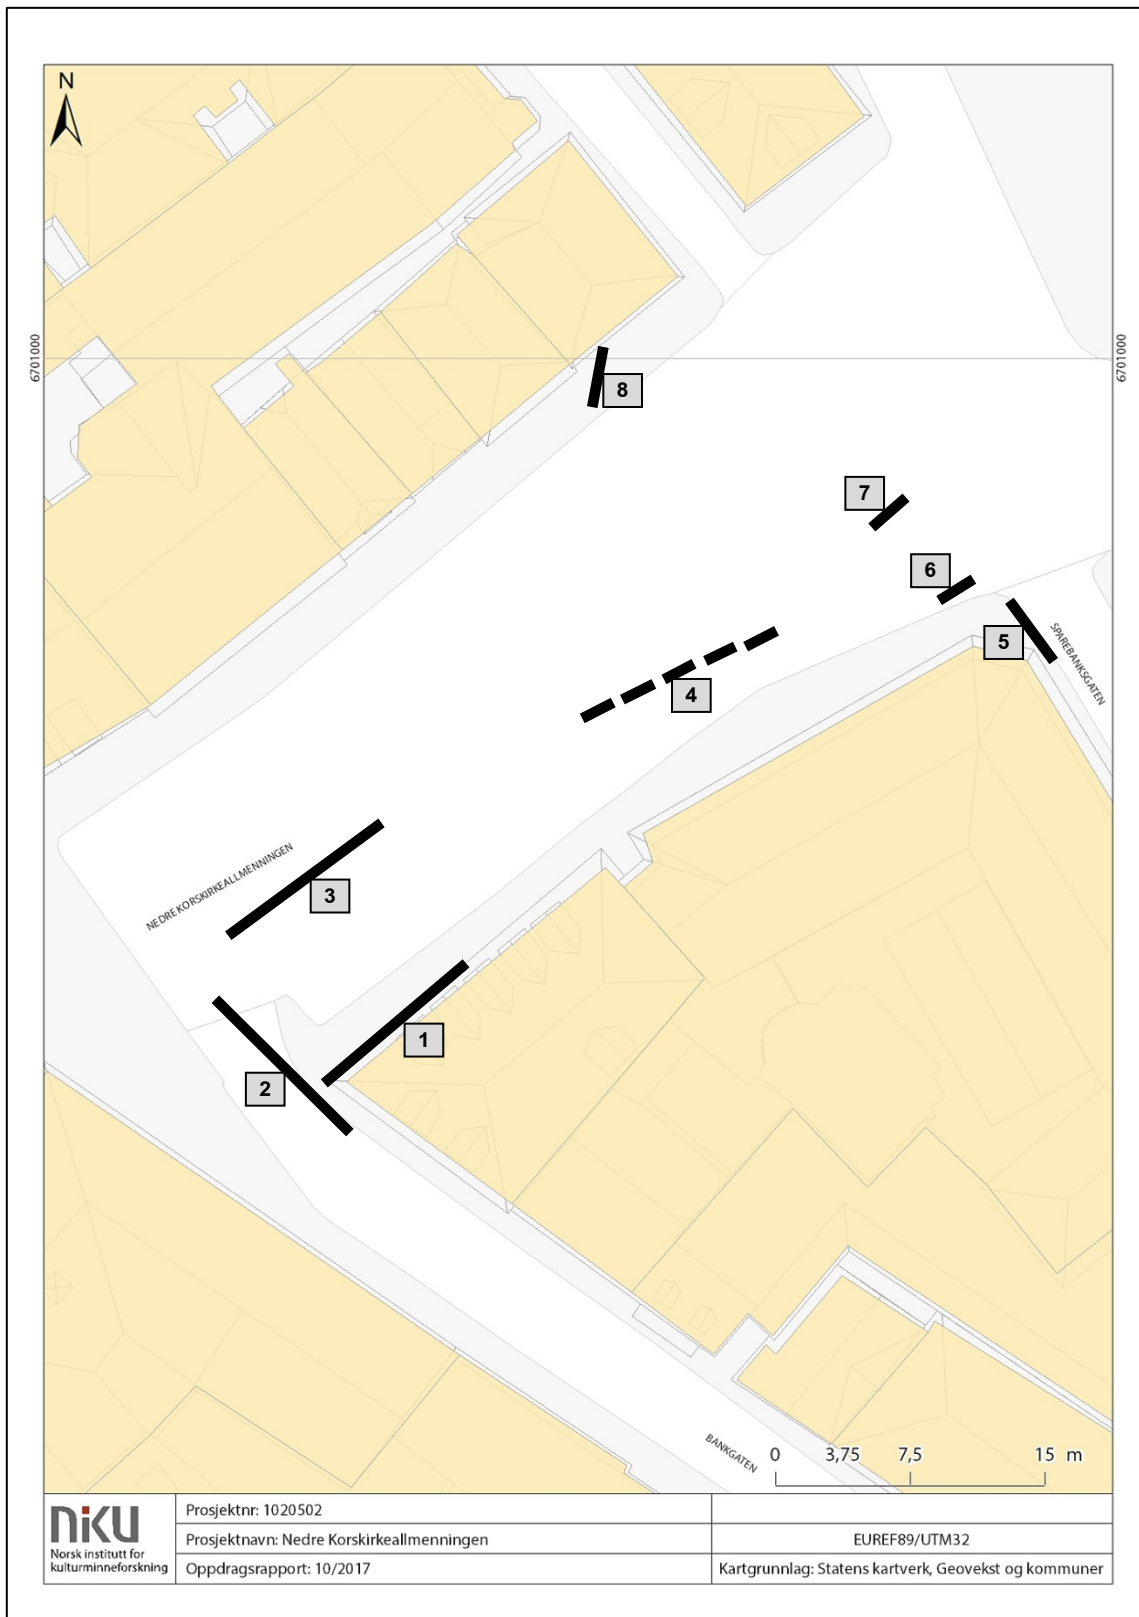 N
6701000
6701000
8
7
6
5
SPAREBANKSGATEN
4
NEDRE KORSKIRKEALLMENNINGEN
3
1
2
BANKGATEN
0 3,75 7,5 15 m
niku
Norsk institutt for
kulturminneforskning
Prosjektnr: 1020502
Prosjektnavn: Nedre Korskirkeallmenningen
EUREF89/UTM32
Oppdragsrapport: 10/2017
Kartgrunnlag: Statens kartverk, Geovekst og kommuner